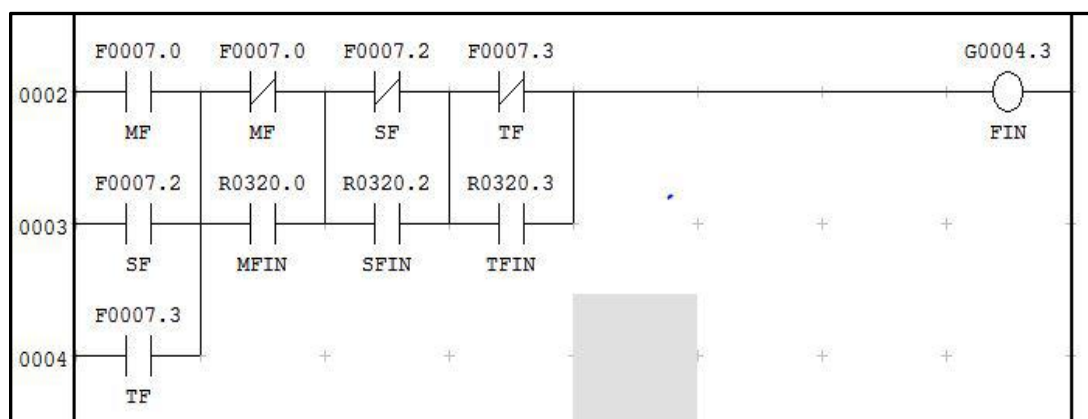 F0007.0 F0007.0 F0007.2 F0007.3 G0004.3
0002
MF MF SF TF FIN
F0007.2 R0320.0 R0320.2 R0320.3
0003
SF MFIN SFIN TFIN
F0007.3
0004
TF